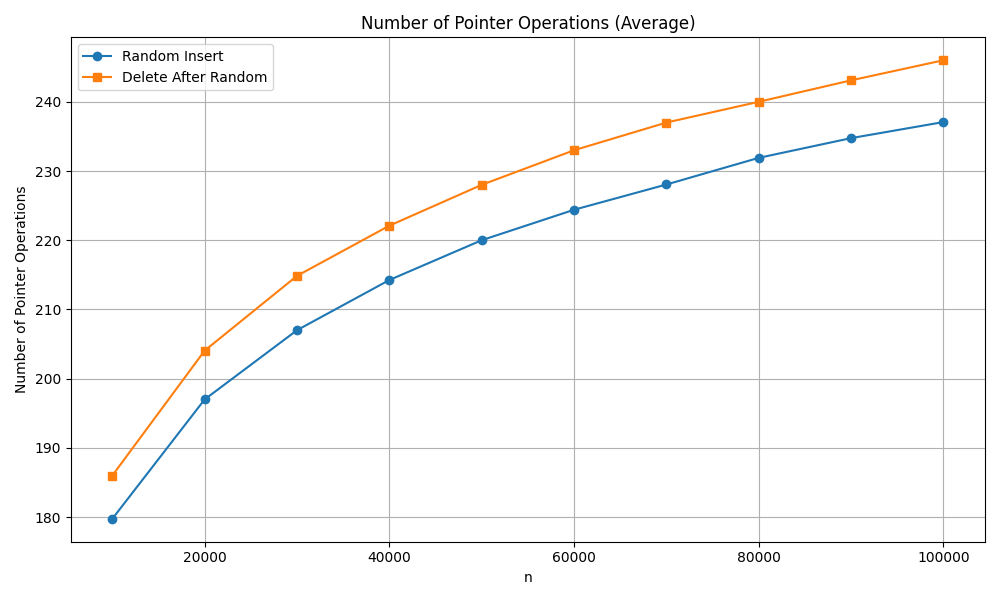 Number of Pointer Operations (Average)
Random Insert
Delete After Random
Number of Pointer Operations
240
230
220
210
200
190
180
20000
40000
60000
80000
100000
n